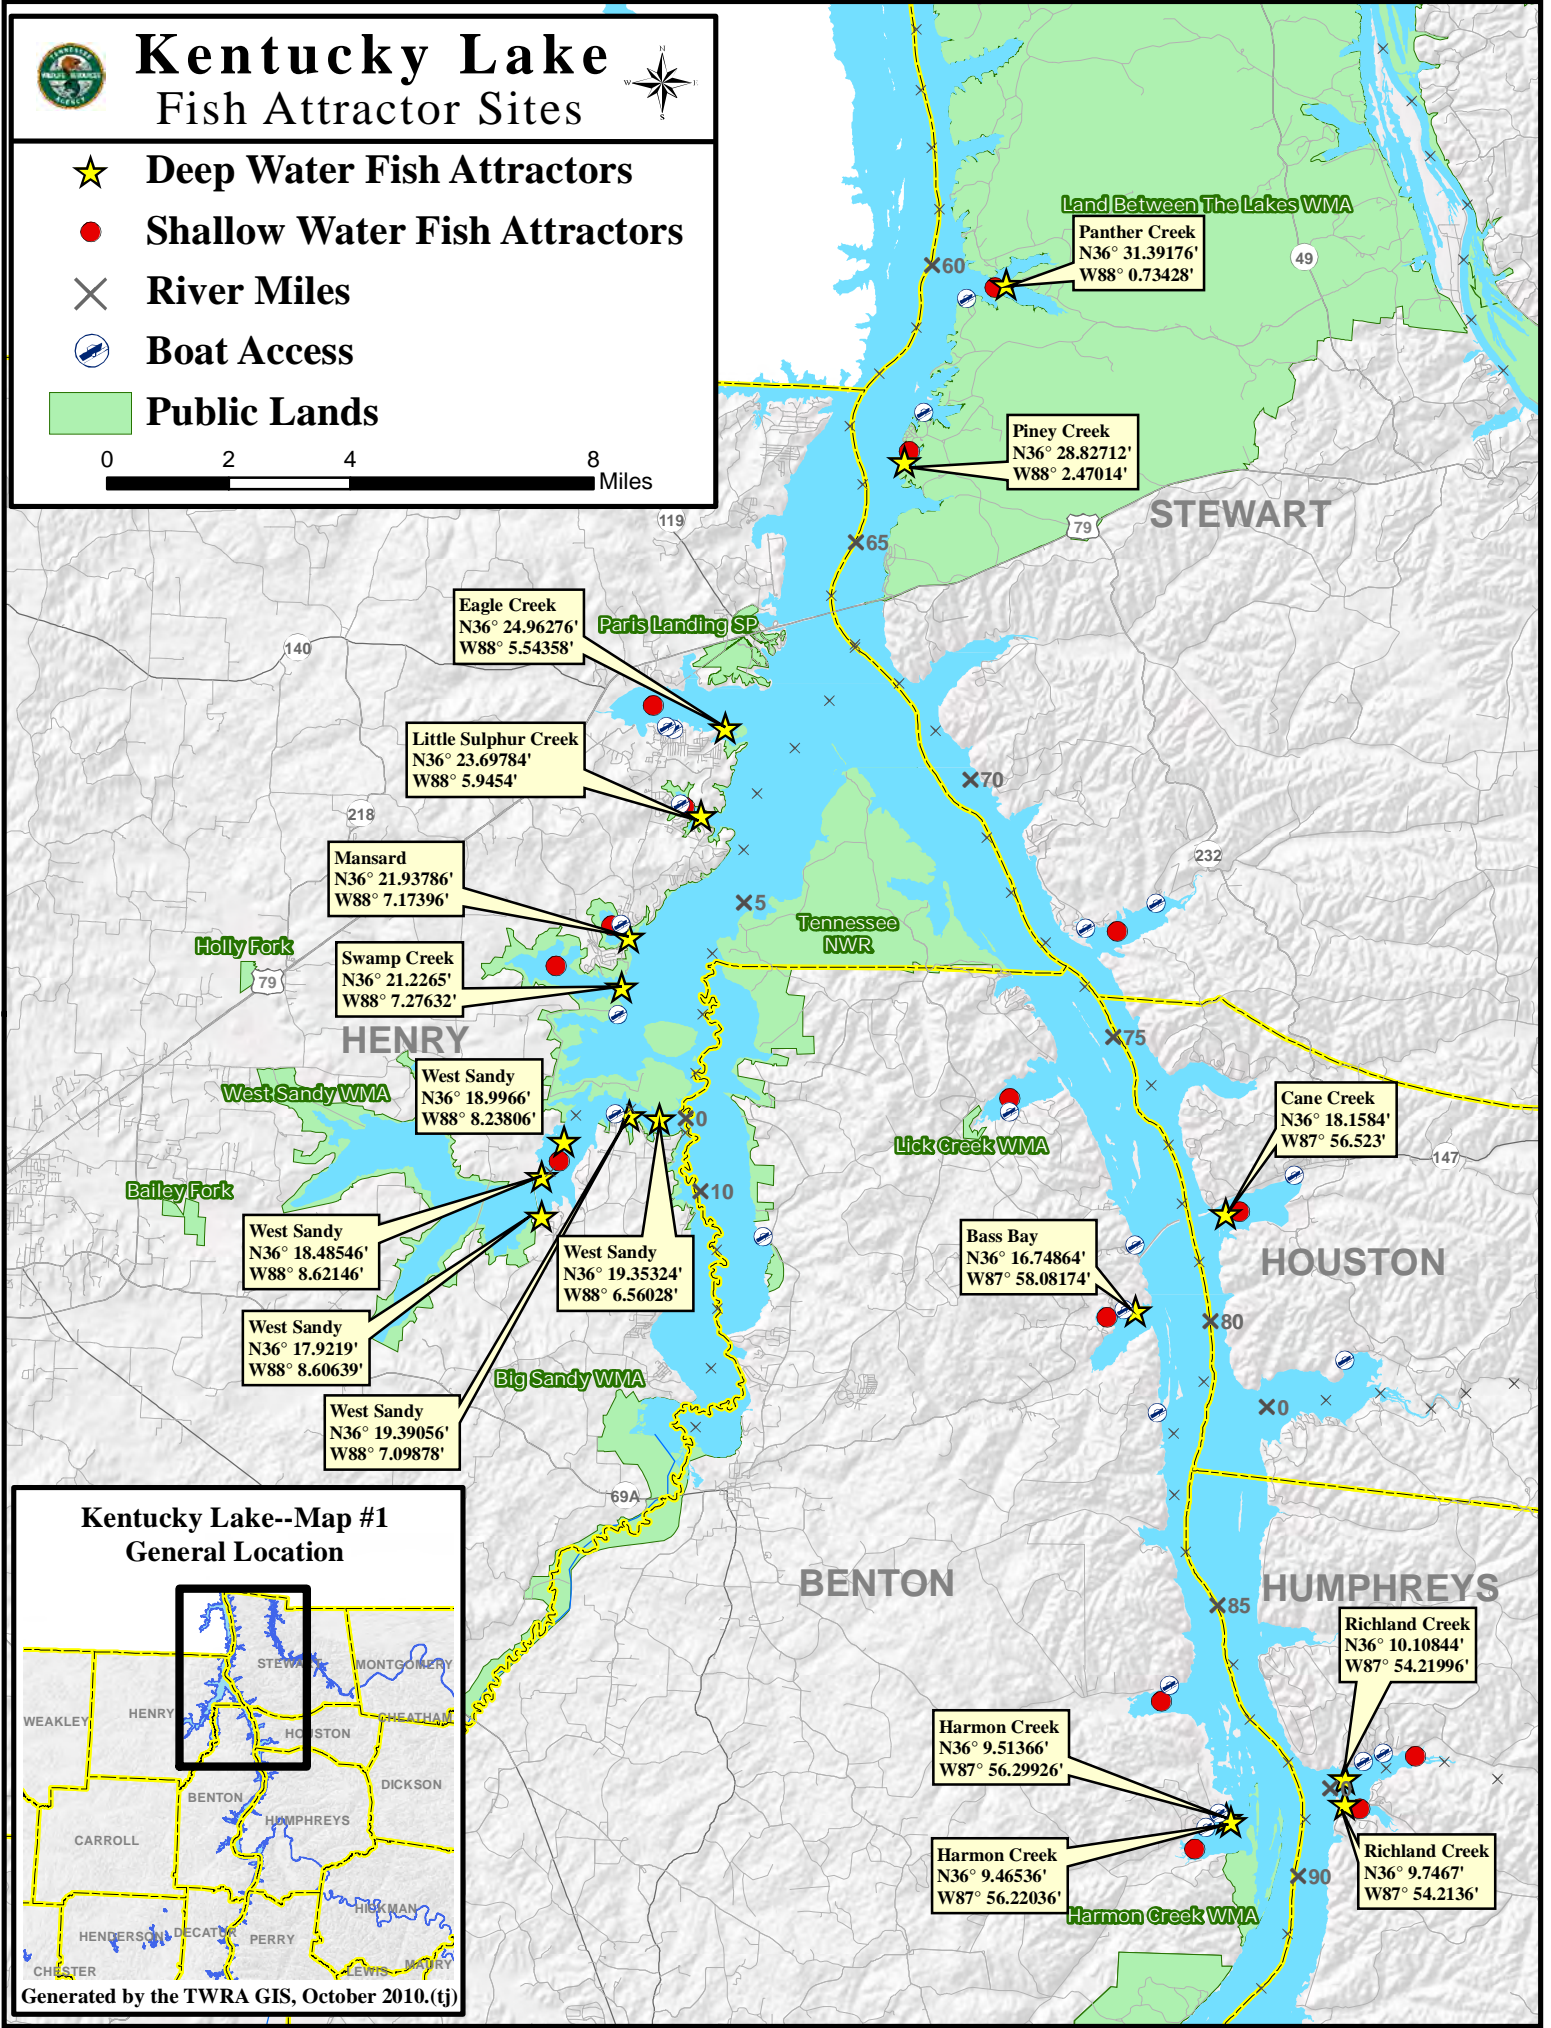 Kentucky Lake
Fish Attractor Sites
N
W
E
S
TENNESSEE
WILDLIFE RESOURCES
AGENCY
Deep Water Fish Attractors
Shallow Water Fish Attractors
River Miles
Boat Access
Public Lands
0 2 4 8
Miles
Land Between The Lakes WMA
Panther Creek
N36° 31.39176'
W88° 0.73428'
49
60
Piney Creek
N36° 28.82712'
W88° 2.47014'
STEWART
119
79
65
Eagle Creek
N36° 24.96276'
W88° 5.54358'
Paris Landing SP
140
Little Sulphur Creek
N36° 23.69784'
W88° 5.9454'
70
218
232
Mansard
N36° 21.93786'
W88° 7.17396'
5
Tennessee
NWR
Holly Fork
79
Swamp Creek
N36° 21.2265'
W88° 7.27632'
HENRY
75
West Sandy WMA
West Sandy
N36° 18.9966'
W88° 8.23806'
0
Lick Creek WMA
Cane Creek
N36° 18.1584'
W87° 56.523'
147
Bailey Fork
10
West Sandy
N36° 18.48546'
W88° 8.62146'
West Sandy
N36° 19.35324'
W88° 6.56028'
Bass Bay
N36° 16.74864'
W87° 58.08174'
HOUSTON
West Sandy
N36° 17.9219'
W88° 8.60639'
80
Big Sandy WMA
West Sandy
N36° 19.39056'
W88° 7.09878'
0
69A
BENTON
HUMPHREYS
85
Richland Creek
N36° 10.10844'
W87° 54.21996'
Harmon Creek
N36° 9.51366'
W87° 56.29926'
Harmon Creek
N36° 9.46536'
W87° 56.22036'
Richland Creek
N36° 9.7467'
W87° 54.2136'
90
Harmon Creek WMA
Kentucky Lake--Map #1
General Location
STEWA
MONTGOMERY
WEAKLEY
HENRY
CHEATHAM
HOUSTON
DICKSON
BENTON
HUMPHREYS
CARROLL
HICKMAN
HENDERSON
DECATUR
PERRY
CHESTER
LEWIS
MAURY
Generated by the TWRA GIS, October 2010.(tj)